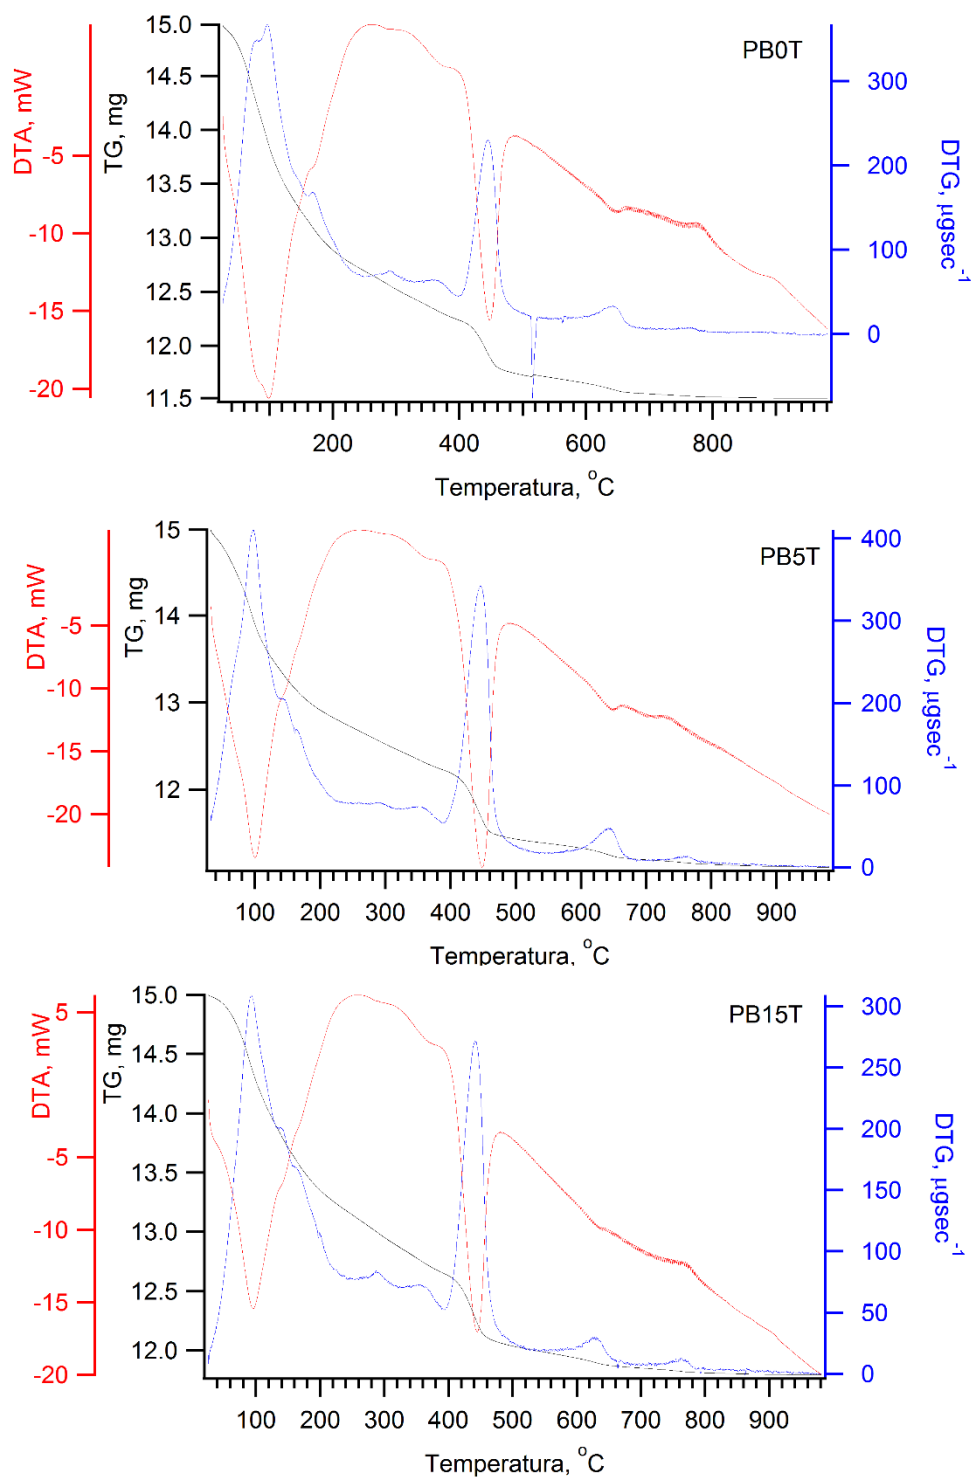 PB0T
DTA, mW
-5
-10
-15
-20
TG, mg
15.0
14.5
14.0
13.5
13.0
12.5
12.0
11.5
DTG, μgsec-1
300
200
100
0
200 400 600 800
Temperatura, oC
PB5T
DTA, mW
-5
-10
-15
-20
TG, mg
15
14
13
12
DTG, μgsec-1
400
300
200
100
0
100 200 300 400 500 600 700 800 900
Temperatura, oC
PB15T
DTA, mW
5
-5
-10
-15
-20
TG, mg
15.0
14.5
14.0
13.5
13.0
12.5
12.0
DTG, μgsec-1
300
250
200
150
100
50
0
100 200 300 400 500 600 700 800 900
Temperatura, oC